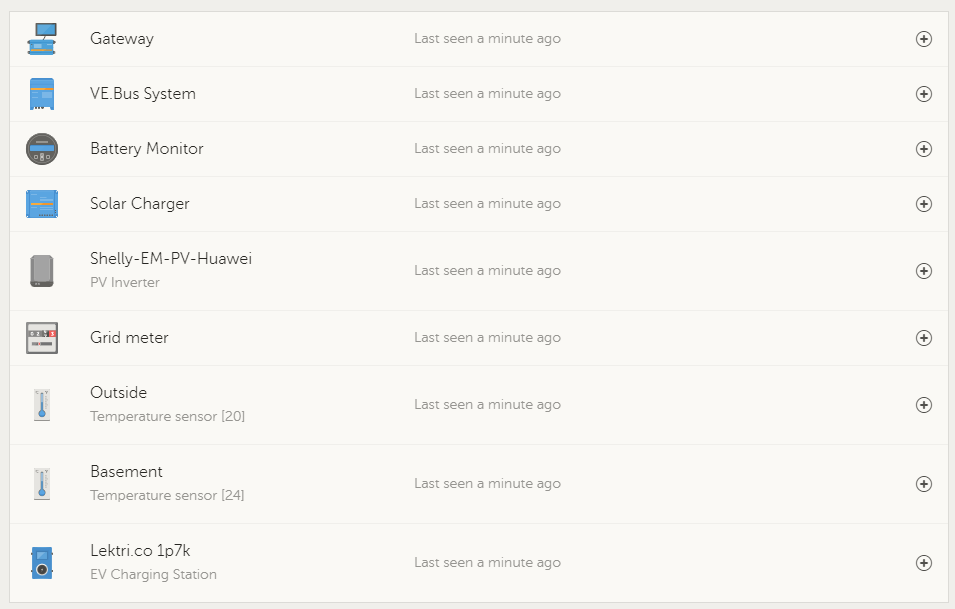 Gateway
Last seen a minute ago
VE.Bus System
Last seen a minute ago
Battery Monitor
Last seen a minute ago
Solar Charger
Last seen a minute ago
Shelly-EM-PV-Huawei
PV Inverter
Last seen a minute ago
Grid meter
Last seen a minute ago
Outside
Temperature sensor [20]
Last seen a minute ago
Basement
Temperature sensor [24]
Last seen a minute ago
Lektri.co 1p7k
EV Charging Station
Last seen a minute ago